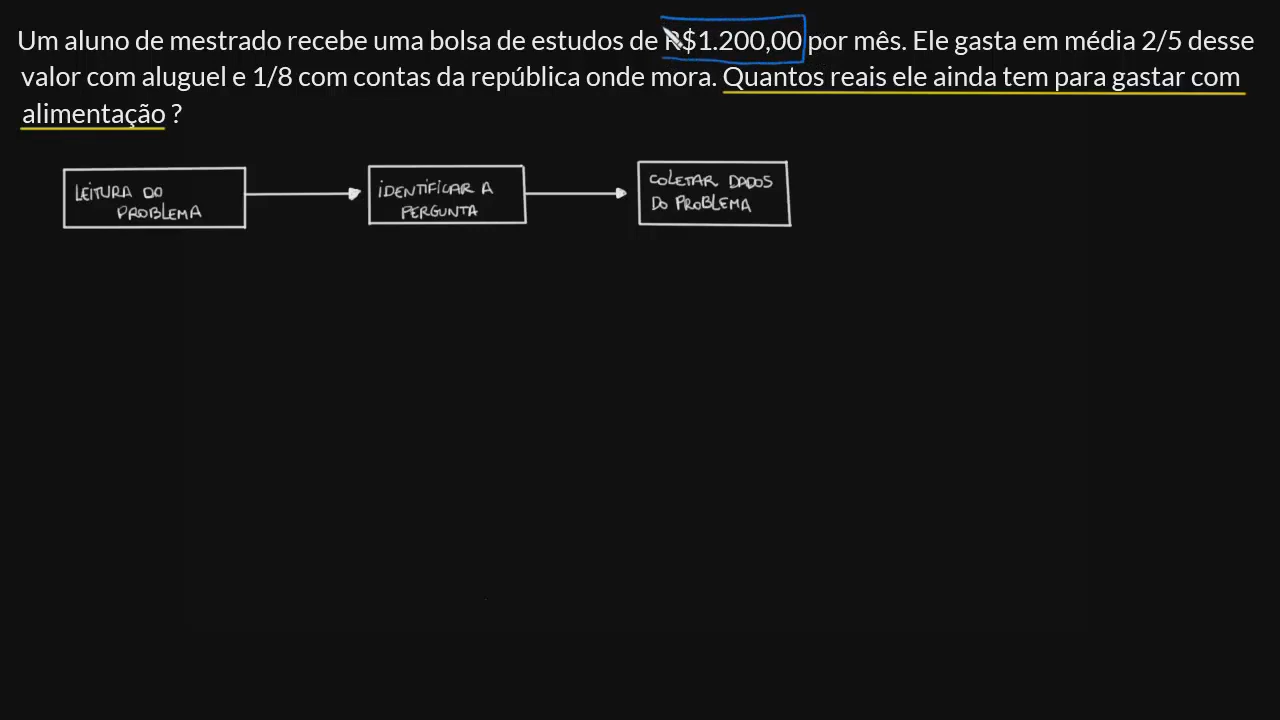 Um aluno de mestrado recebe uma bolsa de estudos de R$1.200,00 por mês. Ele gasta em média 2/5 desse
valor com aluguel e 1/8 com contas da república onde mora. Quantos reais ele ainda tem para gastar com
alimentação ?
LEITURA DO
PROBLEMA
IDENTIFICAR A
PERGUNTA
COLETAR DADOS
DO PROBLEMA